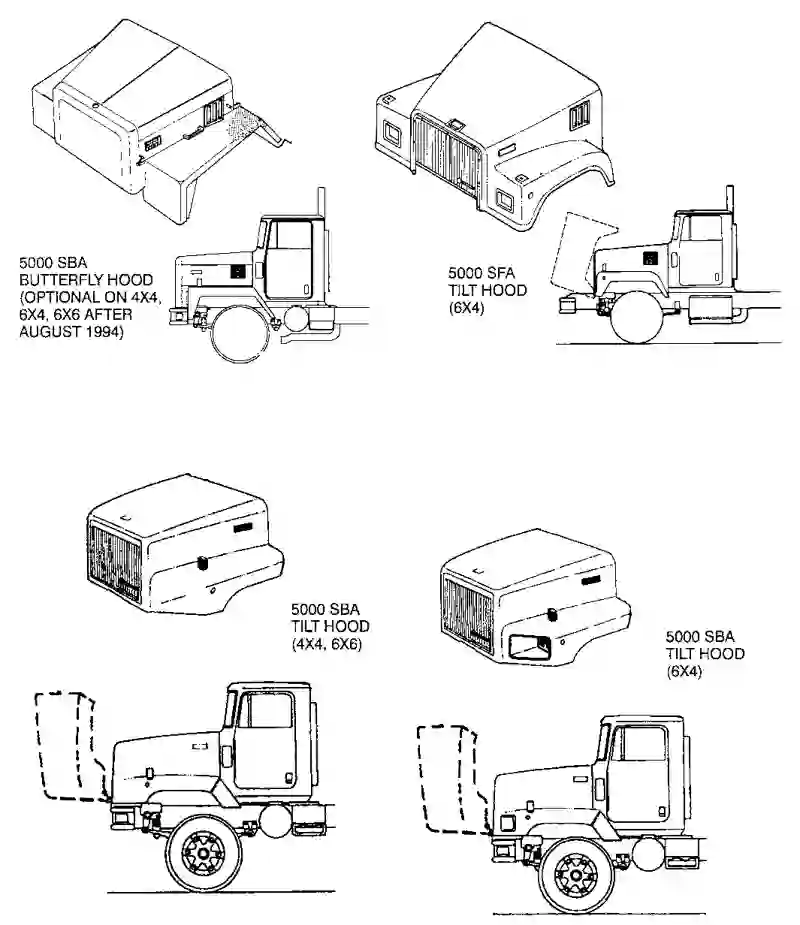 5000 SBA
BUTTERFLY HOOD
(OPTIONAL ON 4X4,
6X4, 6X6 AFTER
AUGUST 1994)
5000 SFA
TILT HOOD
(6X4)
5000 SBA
TILT HOOD
(4X4, 6X6)
5000 SBA
TILT HOOD
(6X4)